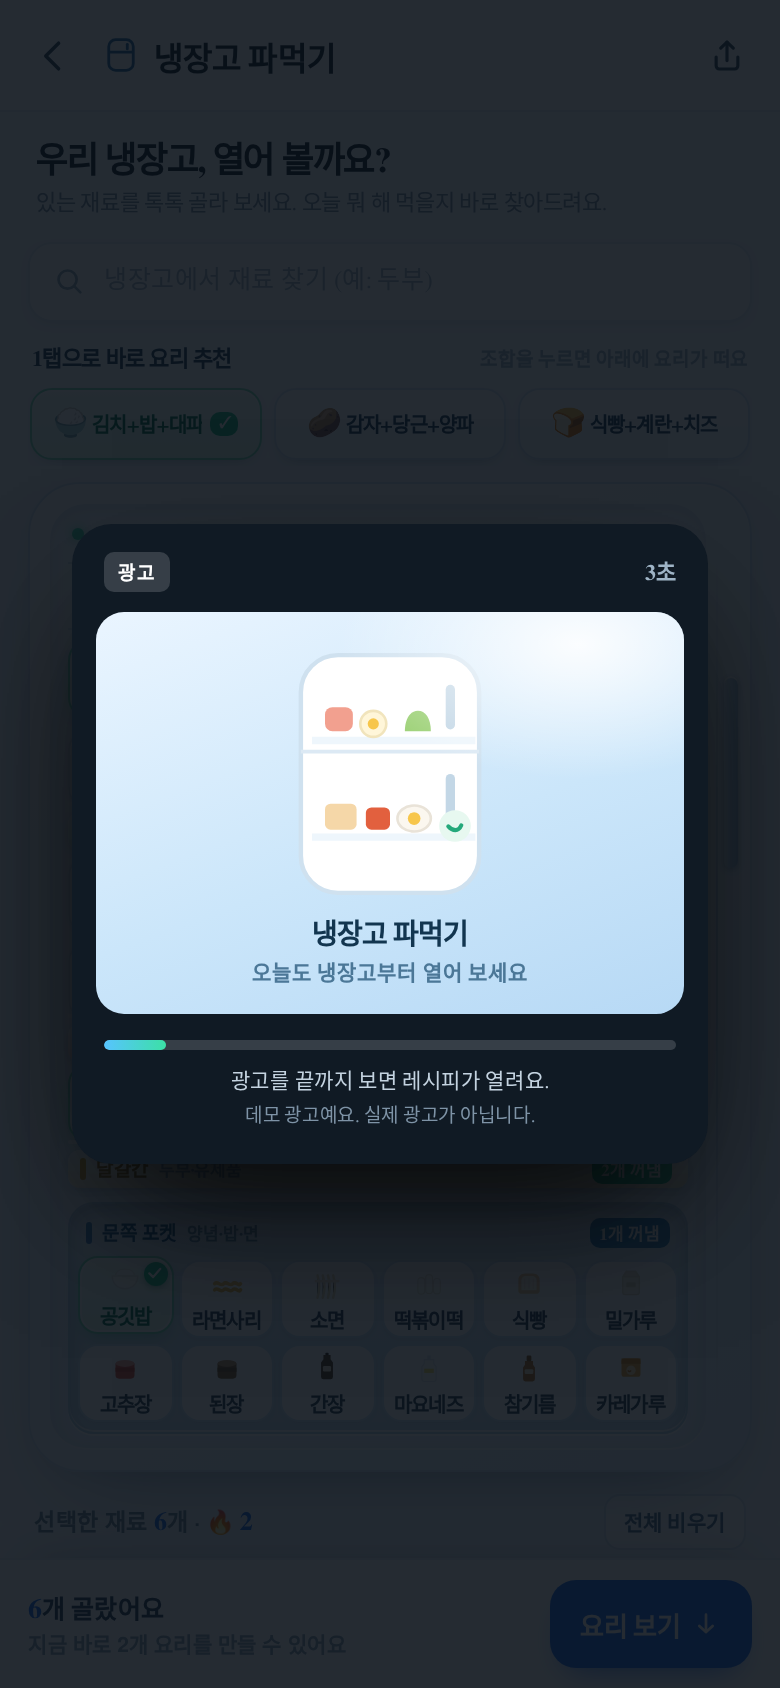 냉장고 파먹기
우리 냉장고, 열어 볼까요?
있는 재료를 톡톡 골라 보세요. 오늘 뭐 해 먹을지 바로 찾아드려요.
냉장고에서 재료 찾기 (예: 두부)
1탭으로 바로 요리 추천
조합을 누르면 아래에 요리가 떠요
김치+밥+대파
감자+당근+양파
식빵+계란+치즈
광고
3초
냉장고 파먹기
오늘도 냉장고부터 열어 보세요
광고를 끝까지 보면 레시피가 열려요.
데모 광고예요. 실제 광고가 아닙니다.
달걀칸 두부·유제품
2개 꺼냄
문쪽 포켓 양념·밥·면
1개 꺼냄
공깃밥 라면사리 소면 떡볶이떡 식빵 밀가루
고추장 된장 간장 마요네즈 참기름 카레가루
선택한 재료 6개 · 🔥 2
전체 비우기
6개 골랐어요
지금 바로 2개 요리를 만들 수 있어요
요리 보기 ↓